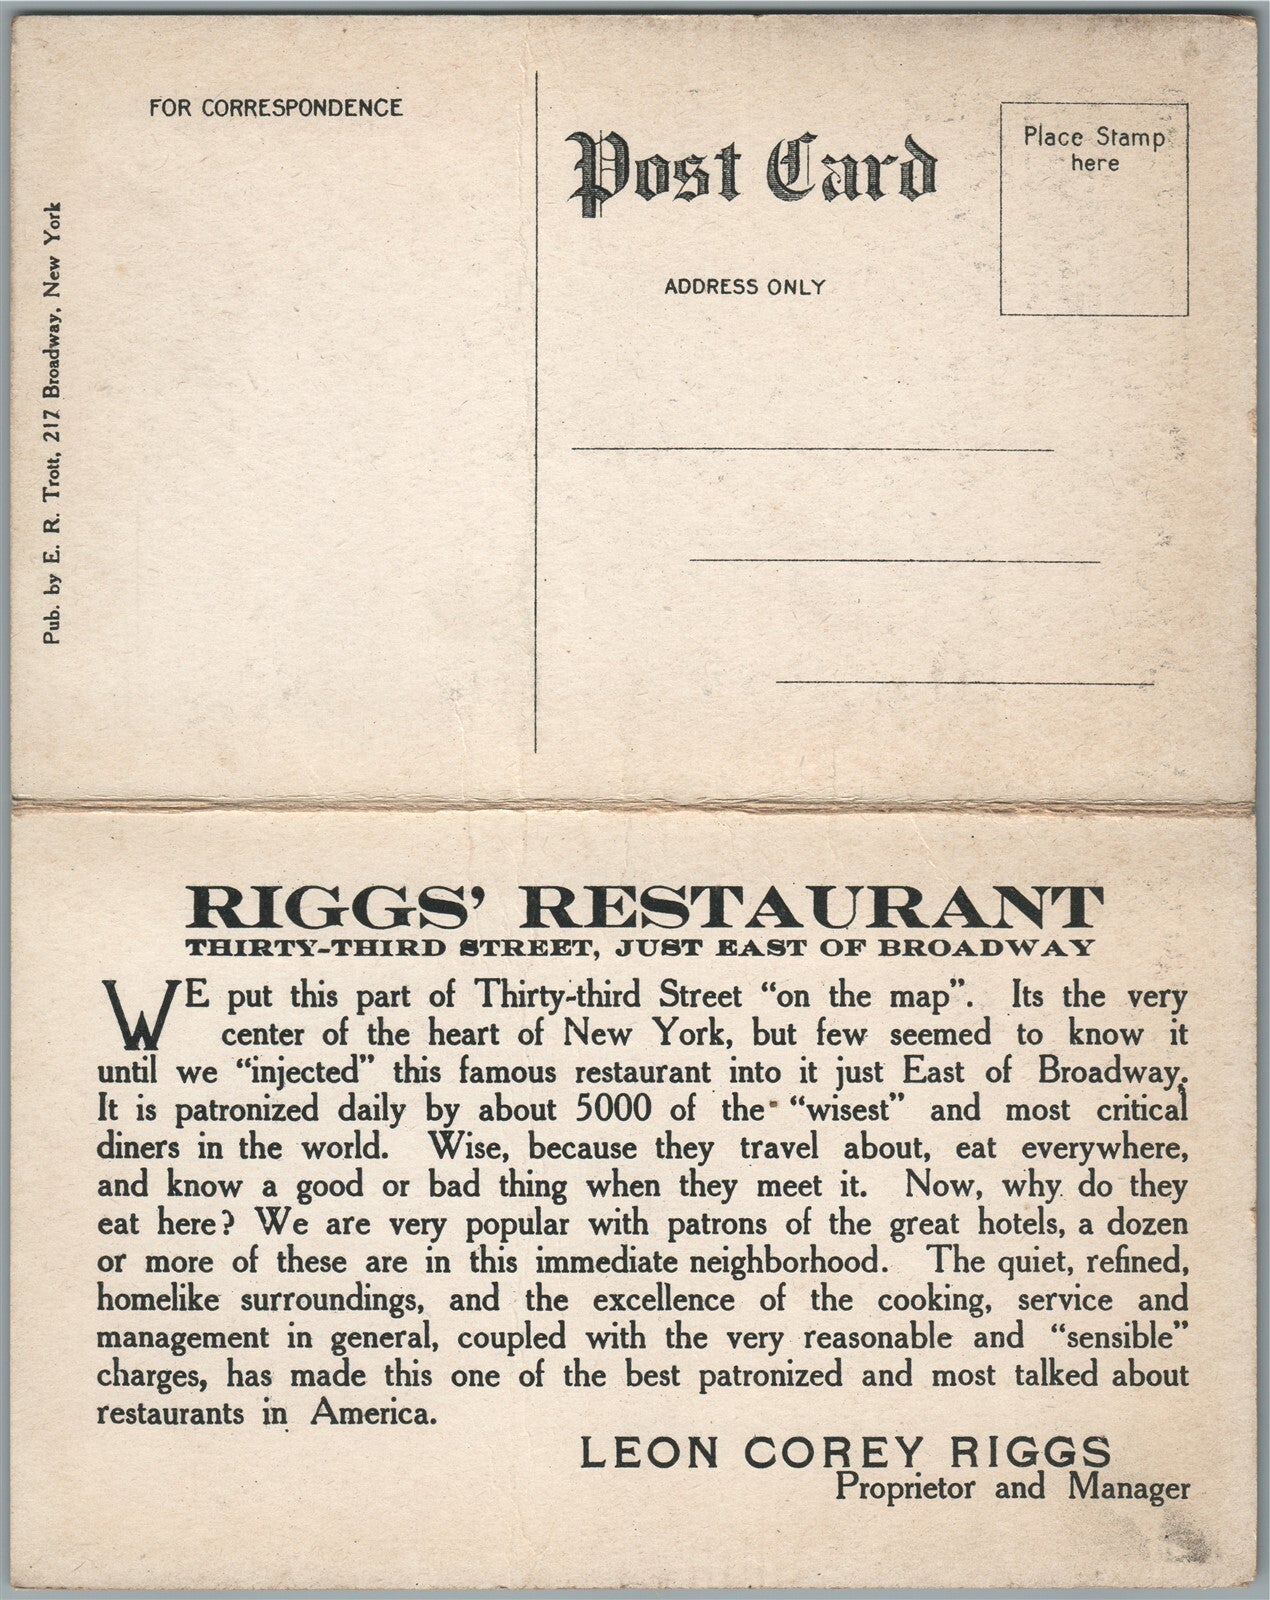 FOR CORRESPONDENCE
Post Card
Place Stamp
here
ADDRESS ONLY
Pub. by E. R. Trott, 217 Broadway, New York
RIGGS' RESTAURANT
THIRTY-THIRD STREET, JUST EAST OF BROADWAY
WE put this part of Thirty-third Street “on the map”. Its the very
center of the heart of New York, but few seemed to know it
until we “injected” this famous restaurant into it just East of Broadway.
It is patronized daily by about 5000 of the “wisest” and most critical
diners in the world. Wise, because they travel about, eat everywhere,
and know a good or bad thing when they meet it. Now, why do they
eat here? We are very popular with patrons of the great hotels, a dozen
or more of these are in this immediate neighborhood. The quiet, refined,
homelike surroundings, and the excellence of the cooking, service and
management in general, coupled with the very reasonable and “sensible”
charges, has made this one of the best patronized and most talked about
restaurants in America.
LEON COREY RIGGS
Proprietor and Manager